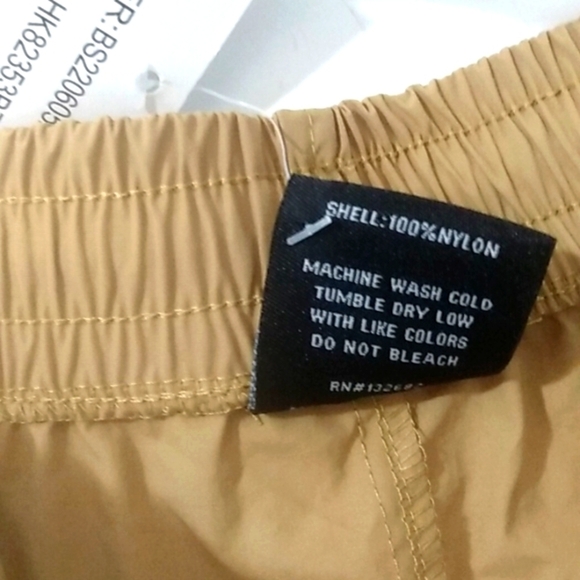 SHELL:100%NYLON
MACHINE WASH COLD
TUMBLE DRY LOW
WITH LIKE COLORS
DO NOT BLEACH